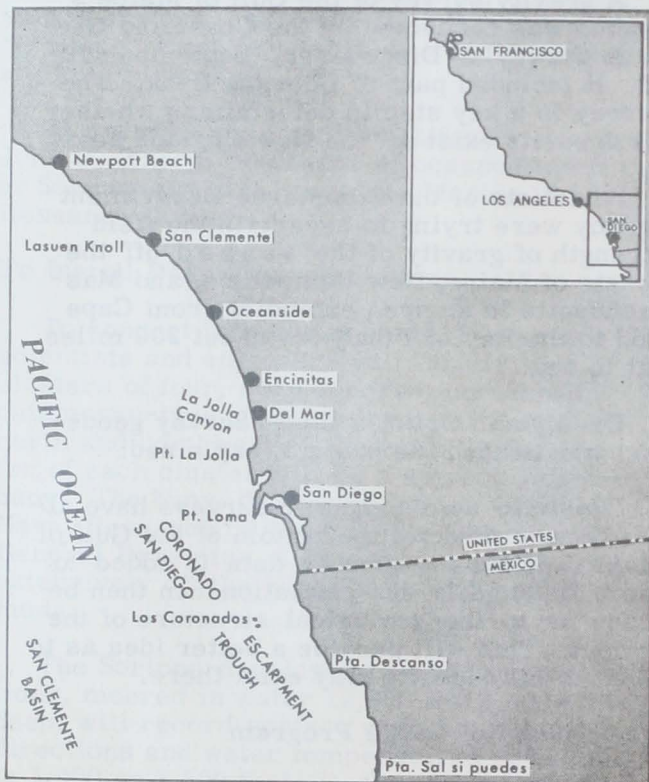 SAN FRANCISCO
LOS ANGELES
SAN
DIEGO
Newport Beach
Lasuen Knoll
San Clemente
Oceanside
Encinitas
La Jolla
Canyon
Del Mar
Pt. La Jolla
San Diego
Pt. Loma
PACIFIC OCEAN
UNITED STATES
MEXICO
CORONADO ESCARPMENT
SAN DIEGO TROUGH
Los Coronados
SAN CLEMENTE
BASIN
Pta. Descanso
Pta. Sal si puedes